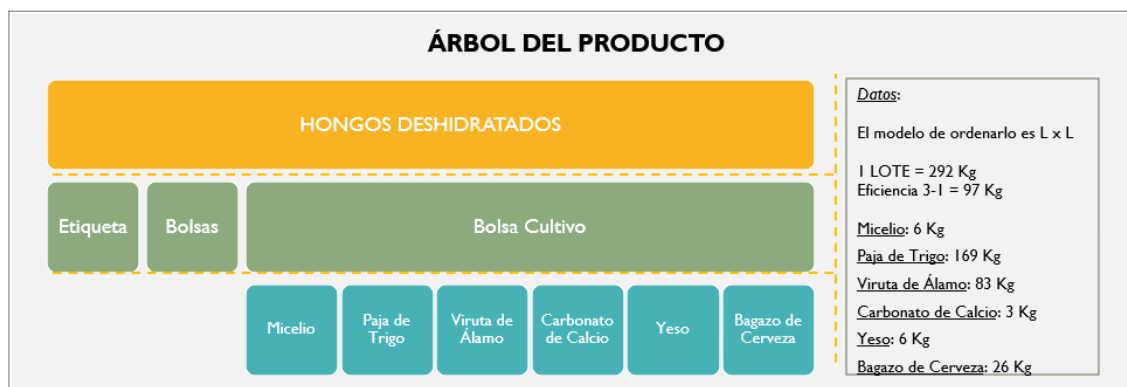 ÁRBOL DEL PRODUCTO
HONGOS DESHIDRATADOS
Etiqueta
Bolsas
Bolsa Cultivo
Micelio
Paja de
Trigo
Viruta de
Álamo
Carbonato
de Calcio
Yeso
Bagazo de
Cerveza
Datos:
El modelo de ordenarlo es L x L
1 LOTE = 292 Kg
Eficiencia 3-1 = 97 Kg
Micelio: 6 Kg
Paja de Trigo: 169 Kg
Viruta de Álamo: 83 Kg
Carbonato de Calcio: 3 Kg
Yeso: 6 Kg
Bagazo de Cerveza: 26 Kg